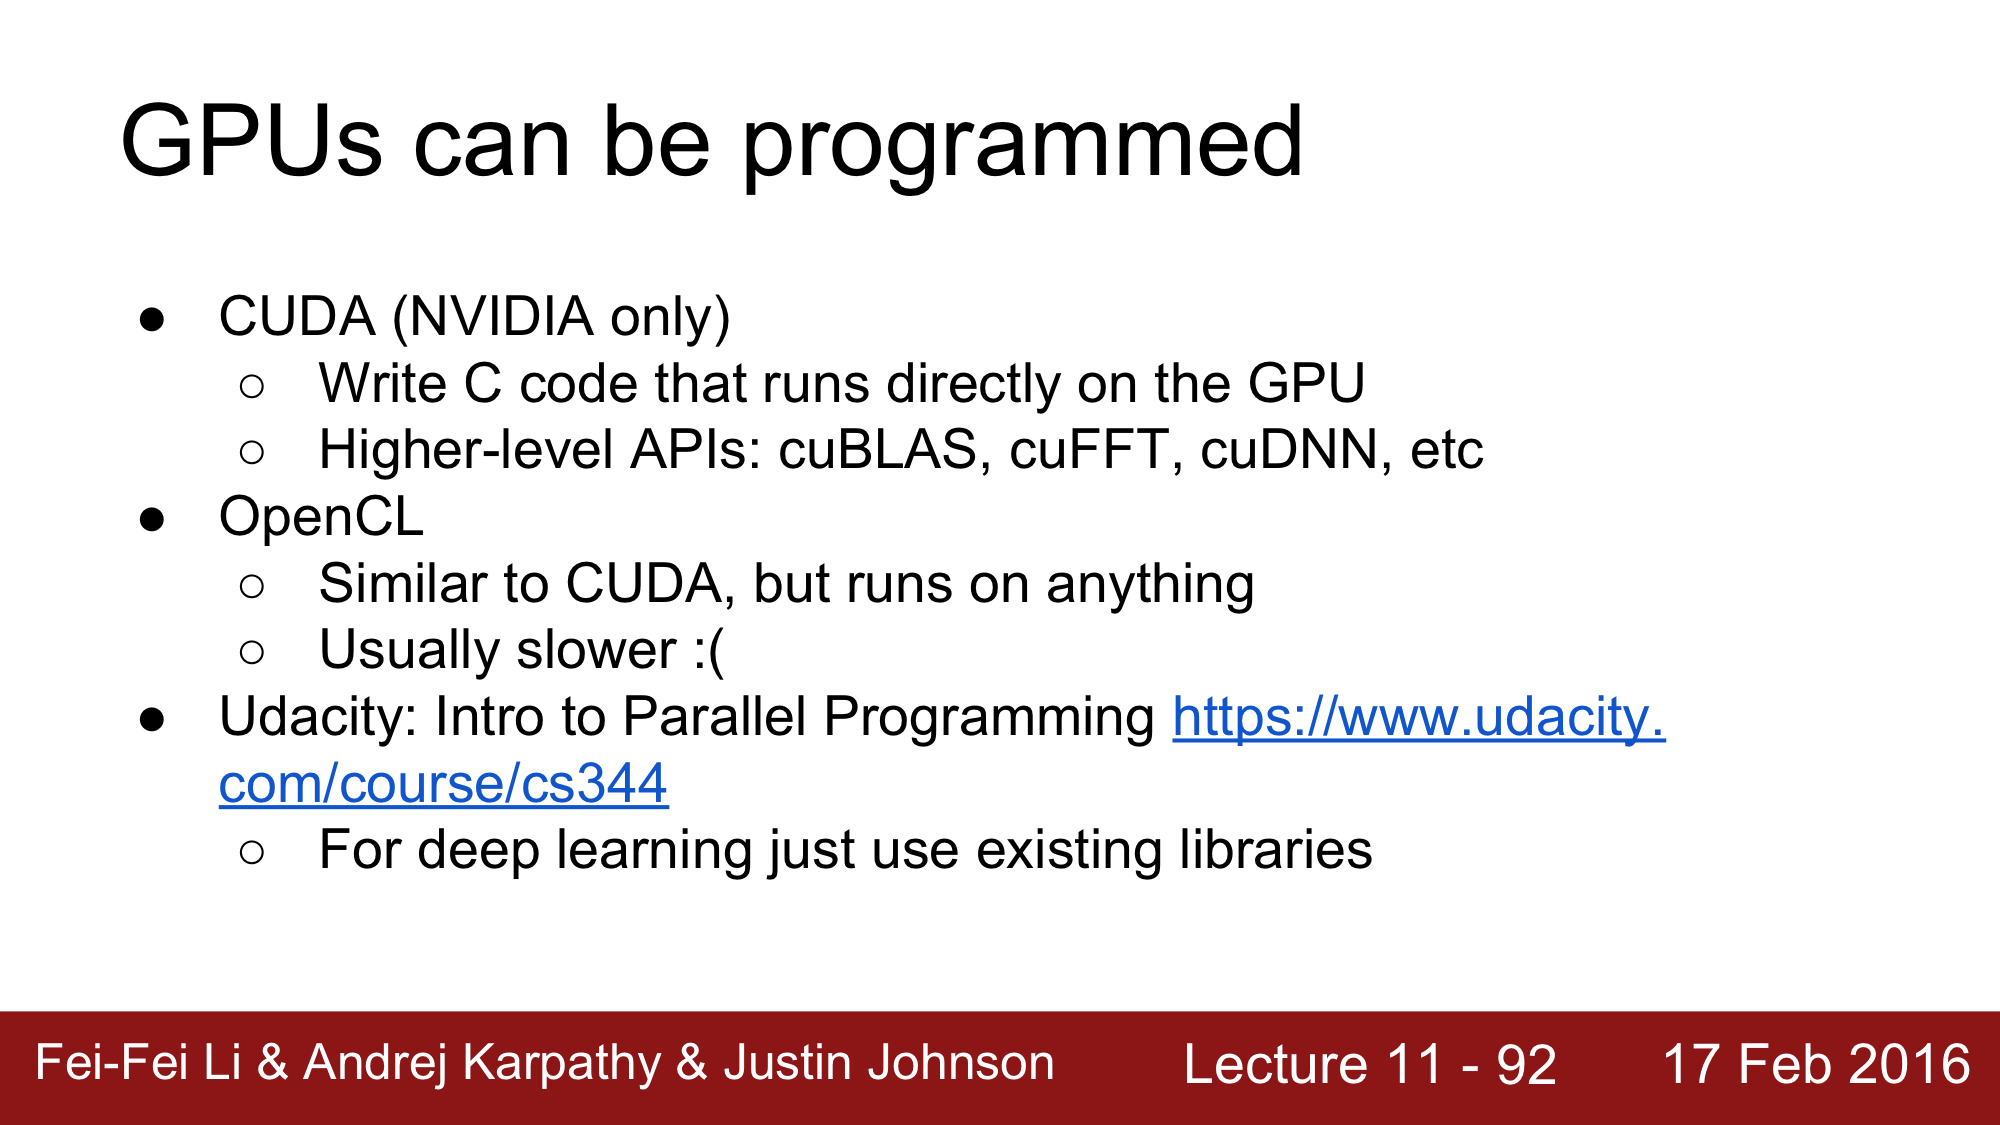 GPUs can be programmed
● CUDA (NVIDIA only)
○ Write C code that runs directly on the GPU
○ Higher-level APIs: cuBLAS, cuFFT, cuDNN, etc
● OpenCL
○ Similar to CUDA, but runs on anything
○ Usually slower :(
● Udacity: Intro to Parallel Programming https://www.udacity.
com/course/cs344
○ For deep learning just use existing libraries
Fei-Fei Li & Andrej Karpathy & Justin Johnson Lecture 11 - 92 17 Feb 2016